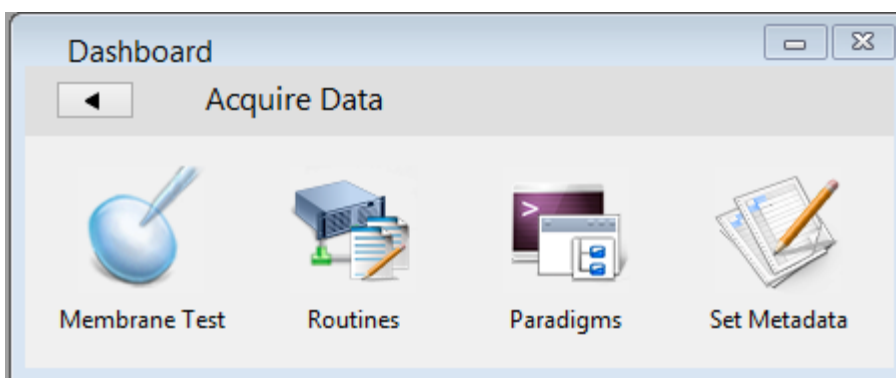 Dashboard
Acquire Data
Membrane Test Routines Paradigms Set Metadata